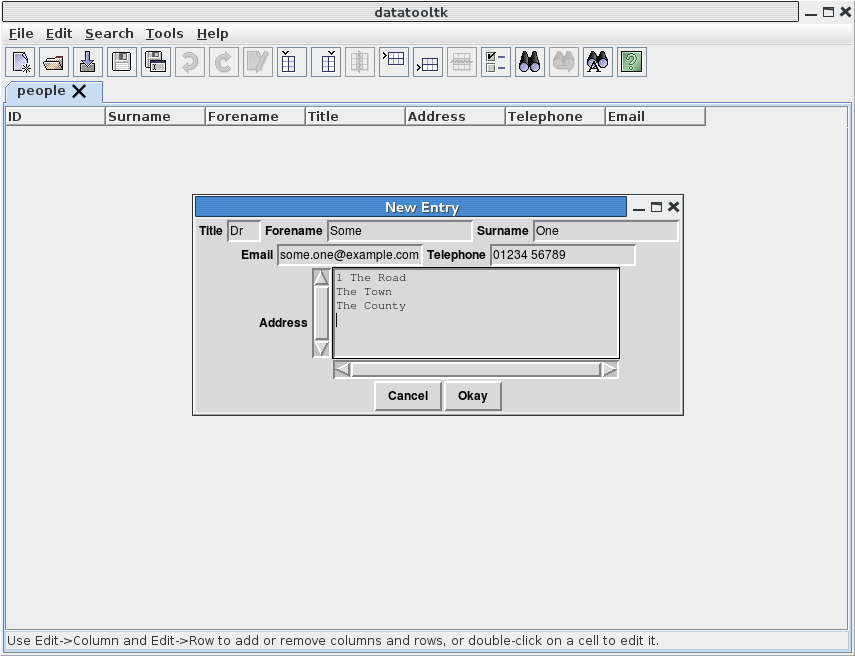 datatooltk
File Edit Search Tools Help
people
ID Surname Forename Title Address Telephone Email
New Entry
Title Dr Forename Some Surname One
Email some.one@example.com Telephone 01234 56789
Address
1 The Road
The Town
The County
Cancel Okay
Use Edit->Column and Edit->Row to add or remove columns and rows, or double-click on a cell to edit it.